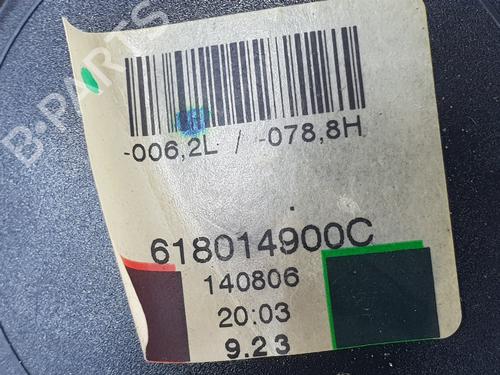 B-PARTS
-006,2L / -078,8H
618014900C
140806
20:03
9.23